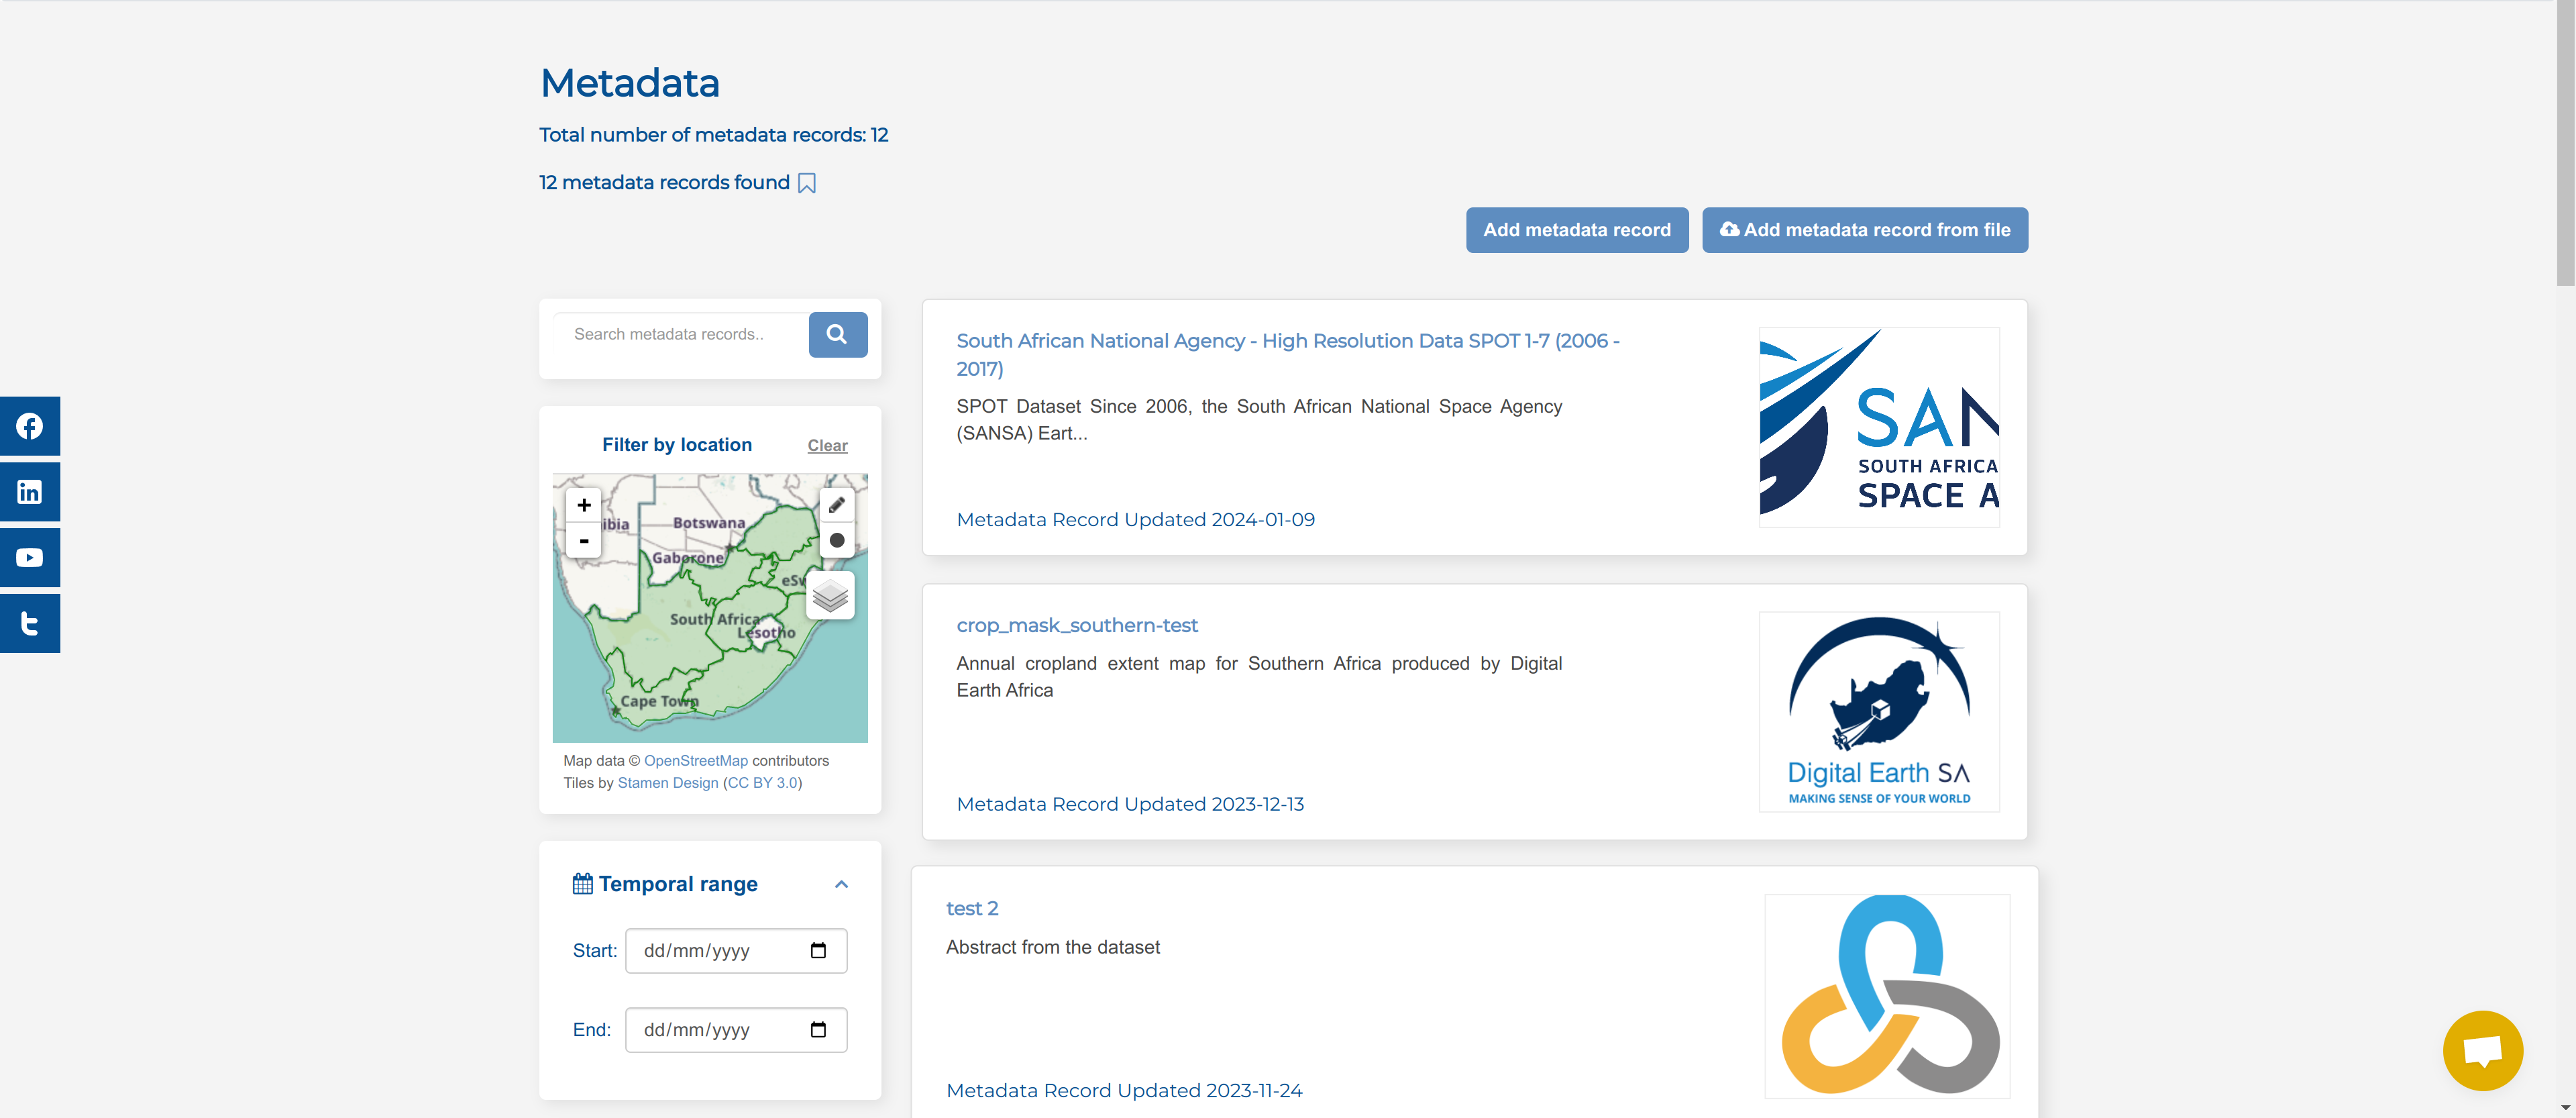 Metadata
Total number of metadata records: 12
12 metadata records found
Add metadata record
Add metadata record from file
Search metadata records..
Filter by location
Clear
+
-
ibia
Botswana
Gaborone
eSw
South Africa
Lesotho
Cape Town
Map data © OpenStreetMap contributors
Tiles by Stamen Design (CC BY 3.0)
Temporal range
Start: dd/mm/yyyy
End: dd/mm/yyyy
South African National Agency - High Resolution Data SPOT 1-7 (2006 -
2017)
SPOT Dataset Since 2006, the South African National Space Agency
(SANSA) Eart...
Metadata Record Updated 2024-01-09
SAN
SOUTH AFRICA
SPACE A
crop_mask_southern-test
Annual cropland extent map for Southern Africa produced by Digital
Earth Africa
Metadata Record Updated 2023-12-13
Digital Earth SA
MAKING SENSE OF YOUR WORLD
test 2
Abstract from the dataset
Metadata Record Updated 2023-11-24